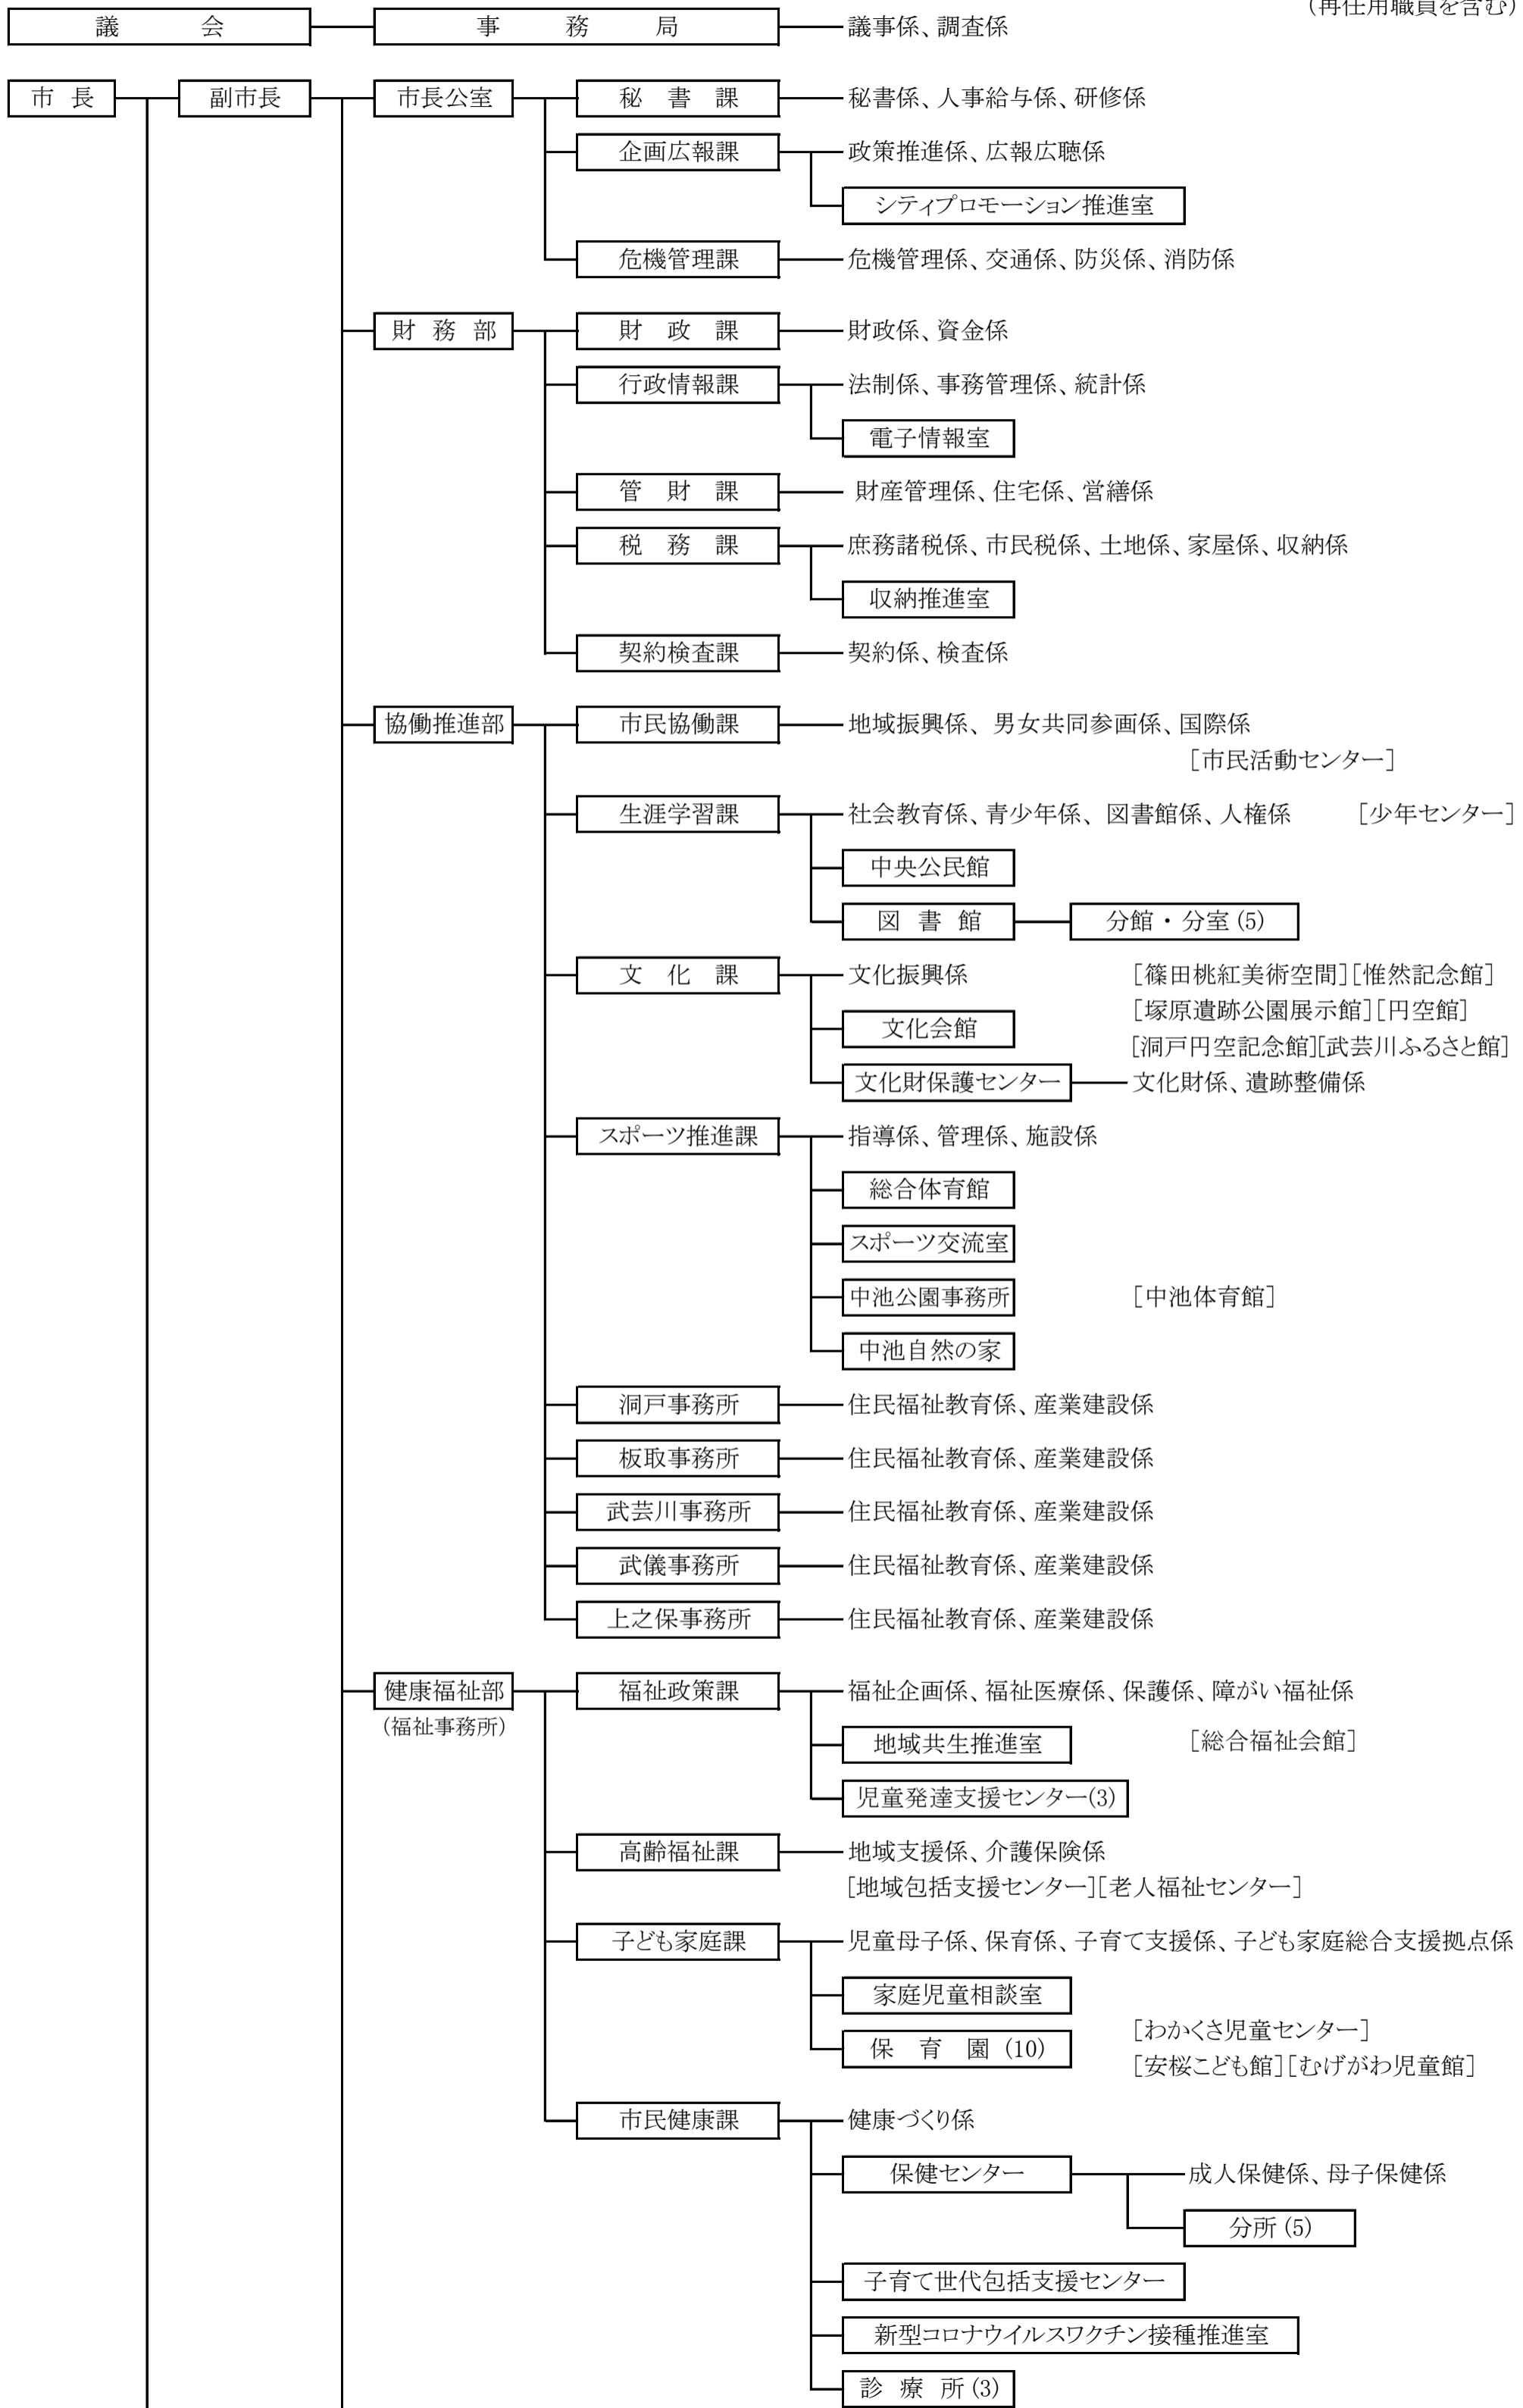 （再任用職員を含む）
議会 事務局 議事係、調査係
市長 副市長 市長公室 秘書課 秘書係、人事給与係、研修係
企画広報課 政策推進係、広報広聴係
シティプロモーション推進室
危機管理課 危機管理係、交通係、防災係、消防係
財務部 財政課 財政係、資金係
行政情報課 法制係、事務管理係、統計係
電子情報室
管財課 財産管理係、住宅係、営繕係
税務課 庶務諸税係、市民税係、土地係、家屋係、収納係
収納推進室
契約検査課 契約係、検査係
協働推進部 市民協働課 地域振興係、男女共同参画係、国際係
［市民活動センター］
生涯学習課 社会教育係、青少年係、図書館係、人権係 ［少年センター］
中央公民館
図書館 分館・分室(5)
文化課 文化振興係 ［篠田桃紅美術空間］［惟然記念館］
［塚原遺跡公園展示館］［円空館］
文化会館
［洞戸円空記念館］［武芸川ふるさと館］
文化財保護センター 文化財係、遺跡整備係
スポーツ推進課 指導係、管理係、施設係
総合体育館
スポーツ交流室
中池公園事務所 ［中池体育館］
中池自然の家
洞戸事務所 住民福祉教育係、産業建設係
板取事務所 住民福祉教育係、産業建設係
武芸川事務所 住民福祉教育係、産業建設係
武儀事務所 住民福祉教育係、産業建設係
上之保事務所 住民福祉教育係、産業建設係
健康福祉部 福祉政策課 福祉企画係、福祉医療係、保護係、障がい福祉係
（福祉事務所）
地域共生推進室 ［総合福祉会館］
児童発達支援センター(3)
高齢福祉課 地域支援係、介護保険係
［地域包括支援センター］［老人福祉センター］
子ども家庭課 児童母子係、保育係、子育て支援係、子ども家庭総合支援拠点係
家庭児童相談室
［わかくさ児童センター］
保育園(10)
［安桜こども館］［むげがわ児童館］
市民健康課 健康づくり係
保健センター 成人保健係、母子保健係
分所(5)
子育て世代包括支援センター
新型コロナウイルスワクチン接種推進室
診療所(3)